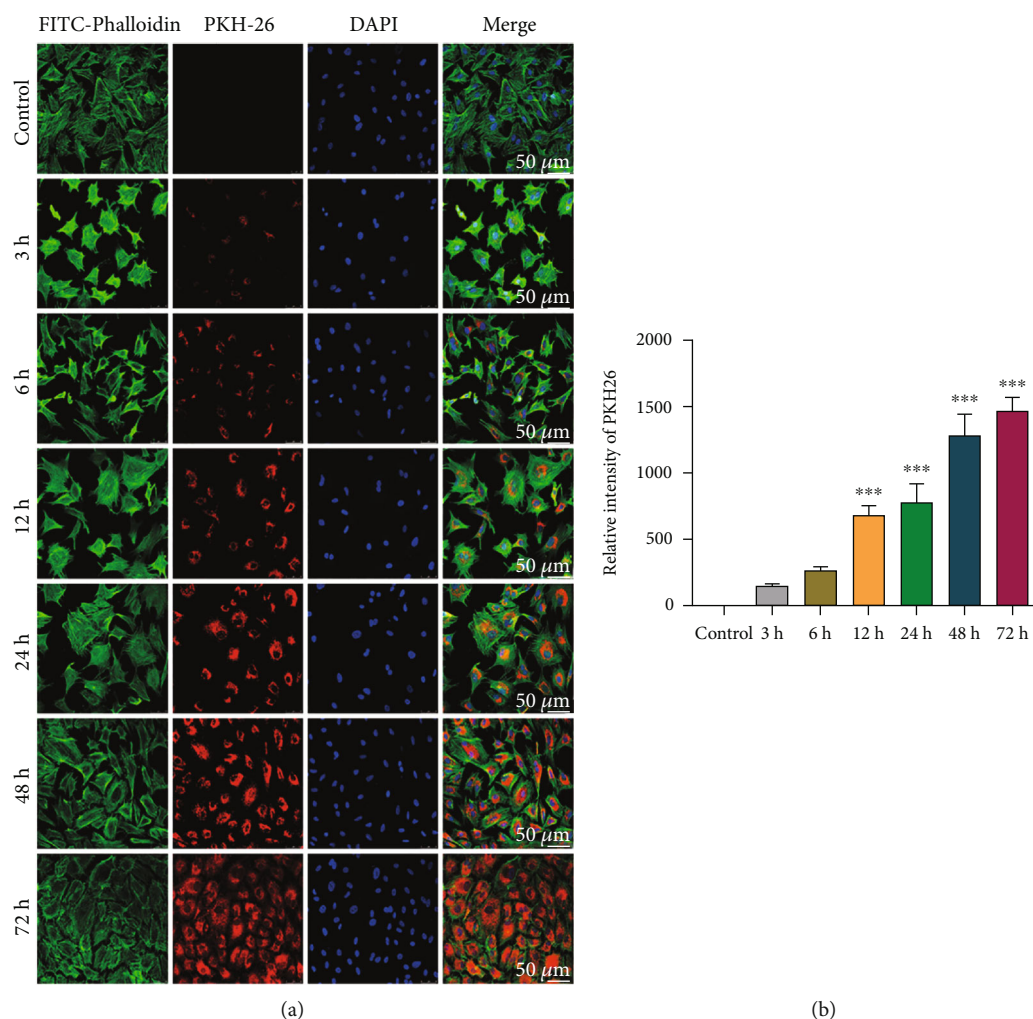 FITC-Phalloidin PKH-26 DAPI Merge
Control
50 μm
3 h
50 μm
6 h
50 μm
12 h
50 μm
24 h
50 μm
48 h
50 μm
72 h
50 μm
(a)
Relative intensity of PKH26
2000
1500
1000
500
0
***
***
***
***
Control 3 h 6 h 12 h 24 h 48 h 72 h
(b)